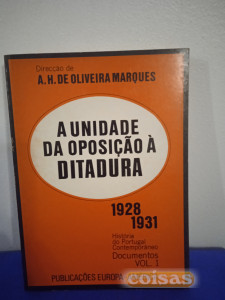 Direcção de
A. H. DE OLIVEIRA MARQUES
A UNIDADE
DA OPOSIÇÃO À
DITADURA
1928
1931
História
de Portugal
Contemporâneo
Documentos
VOL. 1
PUBLICAÇÕES EUROPA
coisas